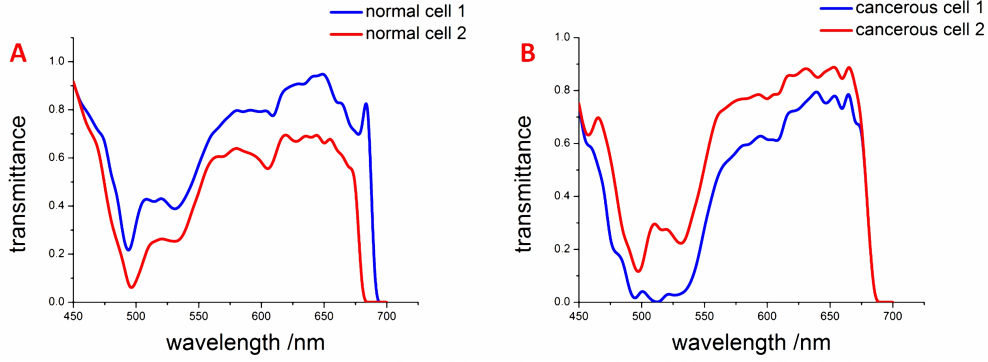 A
normal cell 1
normal cell 2
transmittance
1.0
0.8
0.6
0.4
0.2
0.0
450 500 550 600 650 700
wavelength /nm
B
cancerous cell 1
cancerous cell 2
transmittance
1.0
0.8
0.6
0.4
0.2
0.0
450 500 550 600 650 700
wavelength /nm